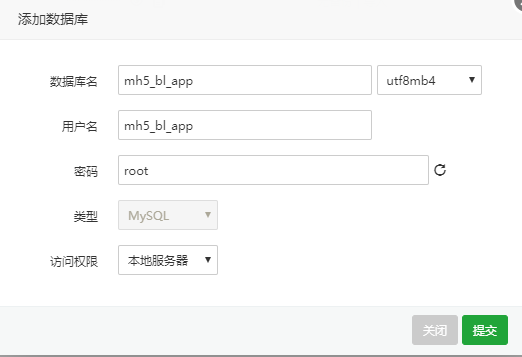 添加数据库
数据库名 mh5_bl_app utf8mb4
用户名 mh5_bl_app
密码 root
类型 MySQL
访问权限 本地服务器
关闭 提交